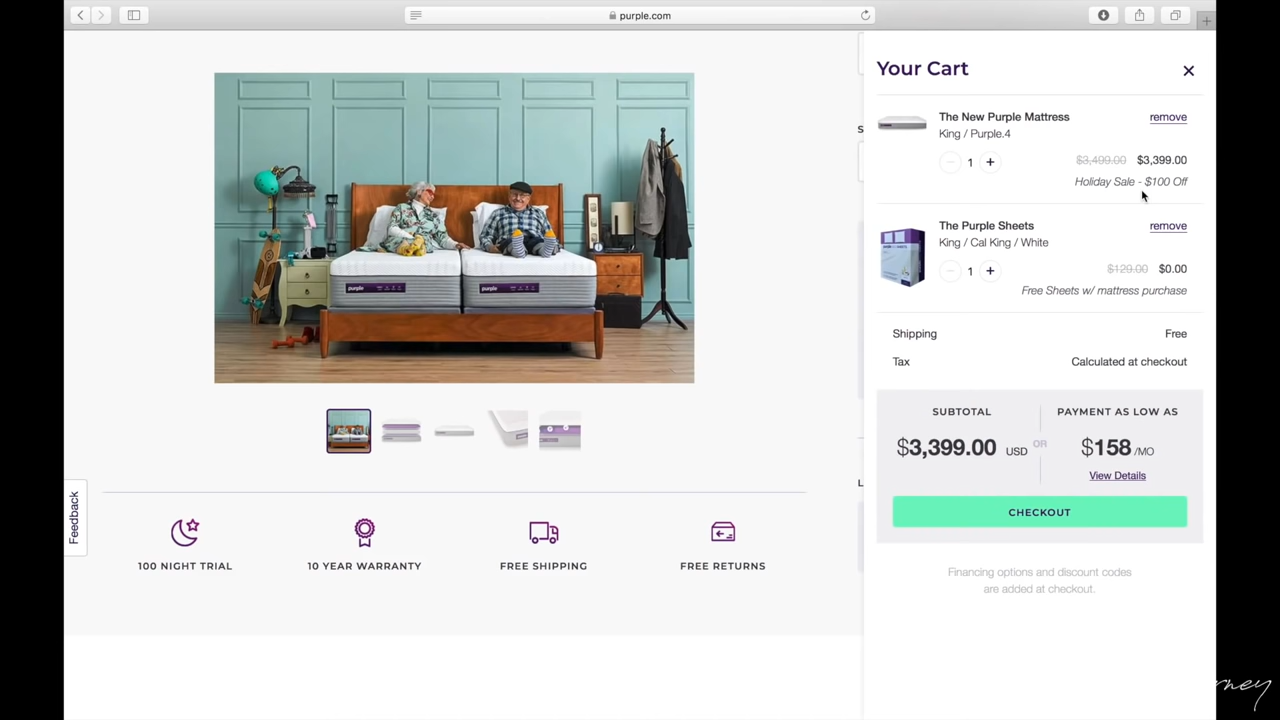 purple.com
Your Cart
The New Purple Mattress
remove
King / Purple.4
1
$3,499.00 $3,399.00
Holiday Sale - $100 Off
The Purple Sheets
remove
King / Cal King / White
1
$129.00 $0.00
Free Sheets w/ mattress purchase
Shipping Free
Tax Calculated at checkout
SUBTOTAL
$3,399.00 USD
OR
PAYMENT AS LOW AS
$158 /MO
View Details
CHECKOUT
Financing options and discount codes
are added at checkout.
purple
purple
Feedback
100 NIGHT TRIAL
10 YEAR WARRANTY
FREE SHIPPING
FREE RETURNS